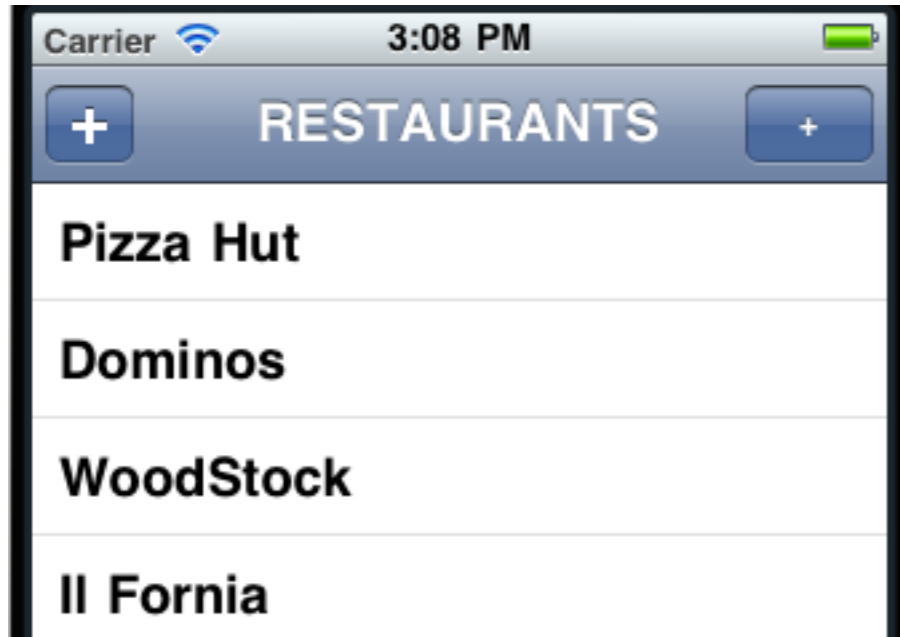 Carrier 3:08 PM
+ RESTAURANTS +
Pizza Hut
Dominos
WoodStock
Il Fornia